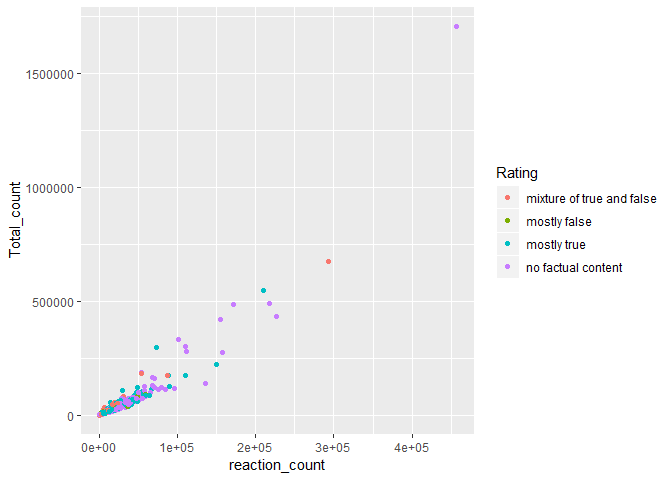 1500000
1000000
500000
0
Total_count
0e+00 1e+05 2e+05 3e+05 4e+05
reaction_count
Rating
mixture of true and false
mostly false
mostly true
no factual content